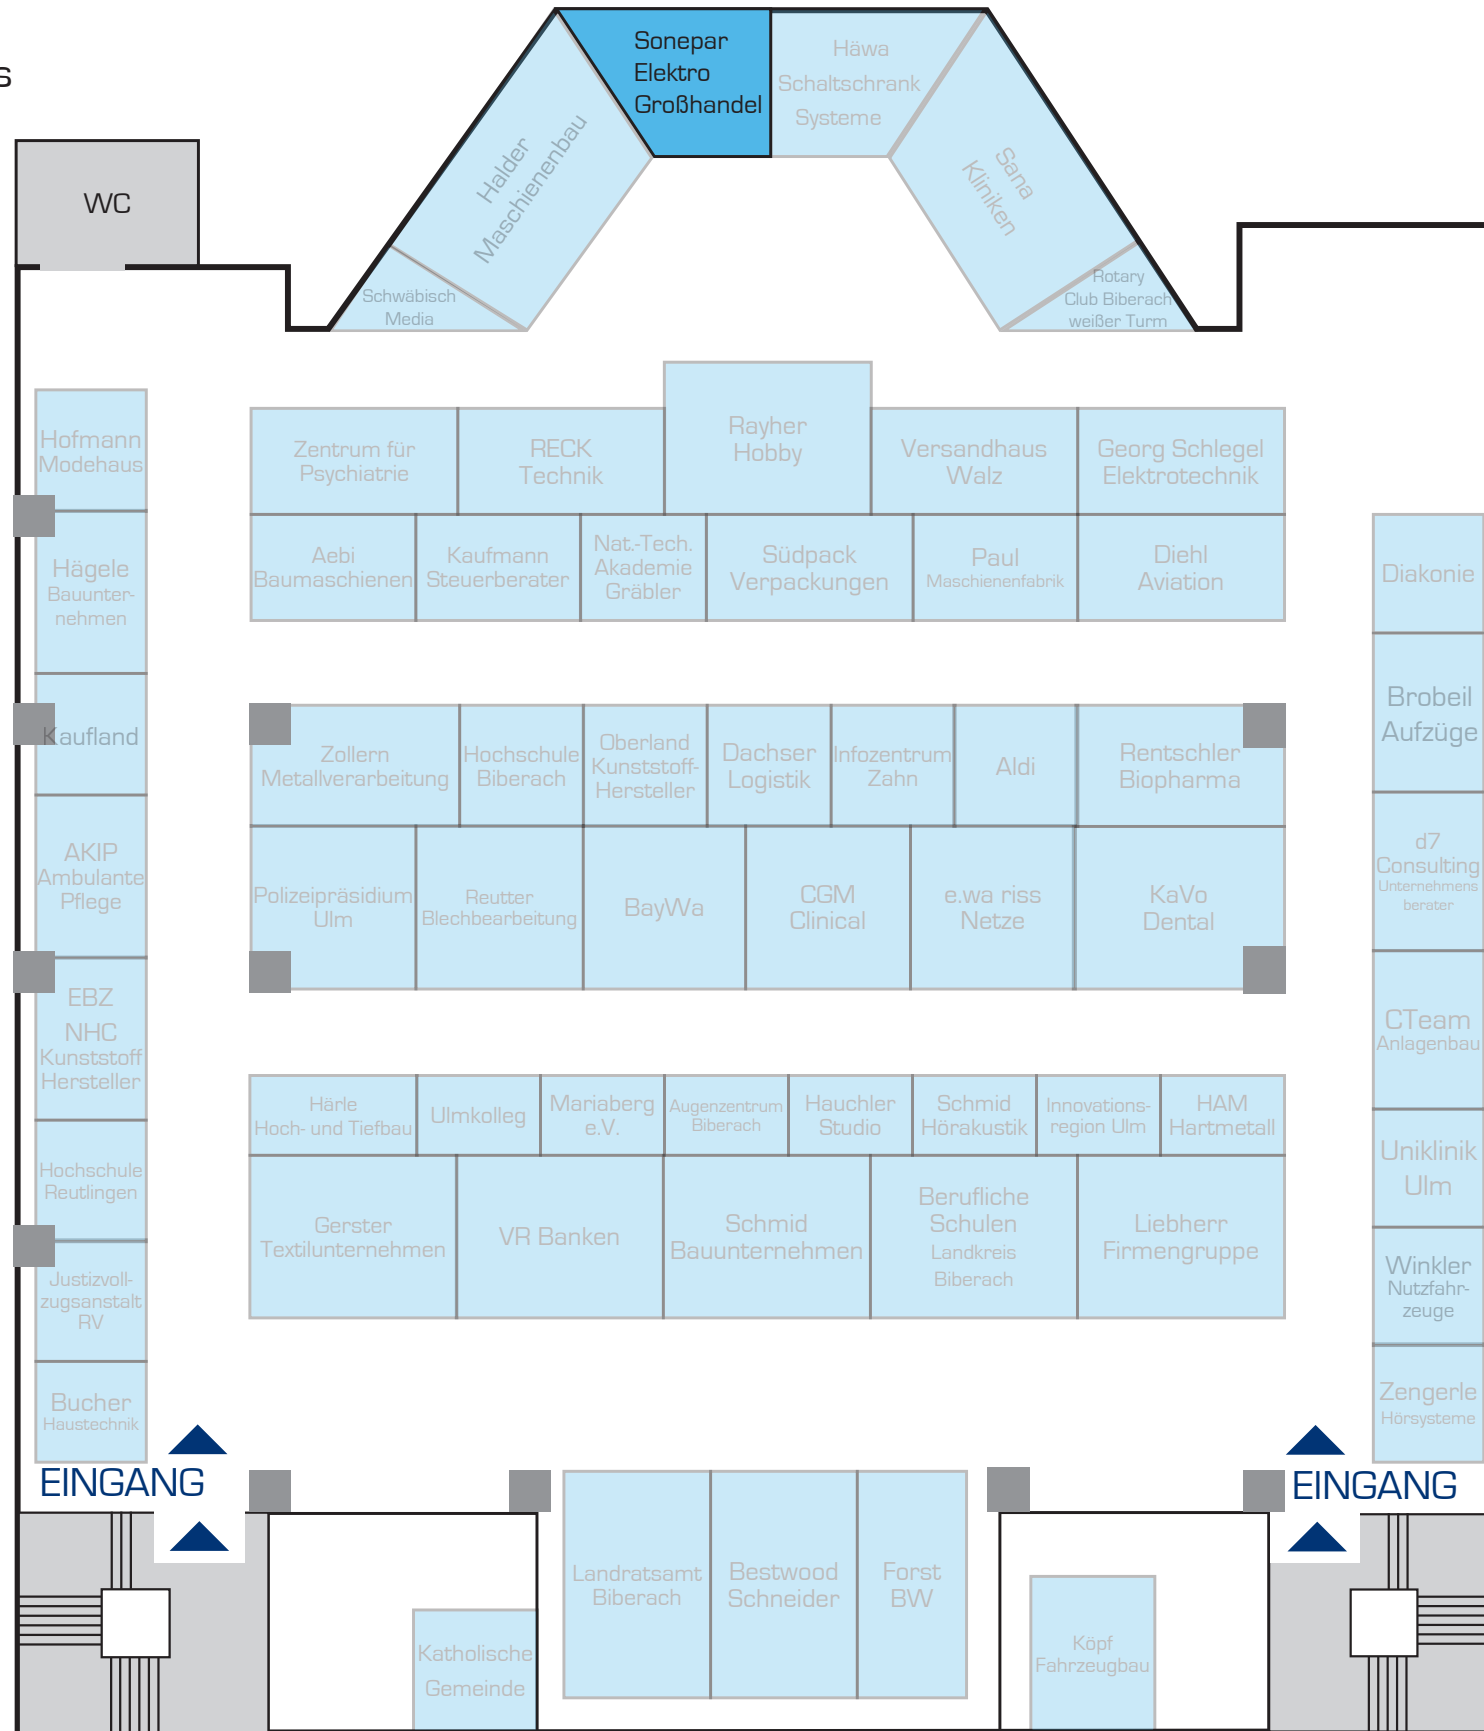 s
Sonepar
Elektro
Großhandel
Häwa
Schaltschrank
Systeme
Halder
Maschienenbau
Sana
Kliniken
WC
Schwäbisch
Media
Rotary
Club Biberach
weißer Turm
Hofmann
Modehaus
Hägele
Bauunter-
nehmen
Kaufland
AKIP
Ambulante
Pflege
EBZ
NHC
Kunststoff
Hersteller
Hochschule
Reutlingen
Justizvoll-
zugsanstalt
RV
Bucher
Haustechnik
Zentrum für
Psychiatrie
RECK
Technik
Rayher
Hobby
Versandhaus
Walz
Georg Schlegel
Elektrotechnik
Aebi
Baumaschienen
Kaufmann
Steuerberater
Nat.-Tech.
Akademie
Gräbler
Südpack
Verpackungen
Paul
Maschienenfabrik
Diehl
Aviation
Zollern
Metallverarbeitung
Hochschule
Biberach
Oberland
Kunststoff-
Hersteller
Dachser
Logistik
Infozentrum
Zahn
Aldi
Rentschler
Biopharma
Polizeipräsidium
Ulm
Reutter
Blechbearbeitung
BayWa
CGM
Clinical
e.wa riss
Netze
KaVo
Dental
Härle
Hoch- und Tiefbau
Ulmkolleg
Mariaberg
e.V.
Augenzentrum
Biberach
Hauchler
Studio
Schmid
Hörakustik
Innovations-
region Ulm
HAM
Hartmetall
Gerster
Textilunternehmen
VR Banken
Schmid
Bauunternehmen
Berufliche
Schulen
Landkreis
Biberach
Liebherr
Firmengruppe
Diakonie
Brobeil
Aufzüge
d7
Consulting
Unternehmens
berater
CTeam
Anlagenbau
Uniklinik
Ulm
Winkler
Nutzfahr-
zeuge
Zengerle
Hörsysteme
EINGANG
EINGANG
Landratsamt
Biberach
Bestwood
Schneider
Forst
BW
Katholische
Gemeinde
Köpf
Fahrzeugbau